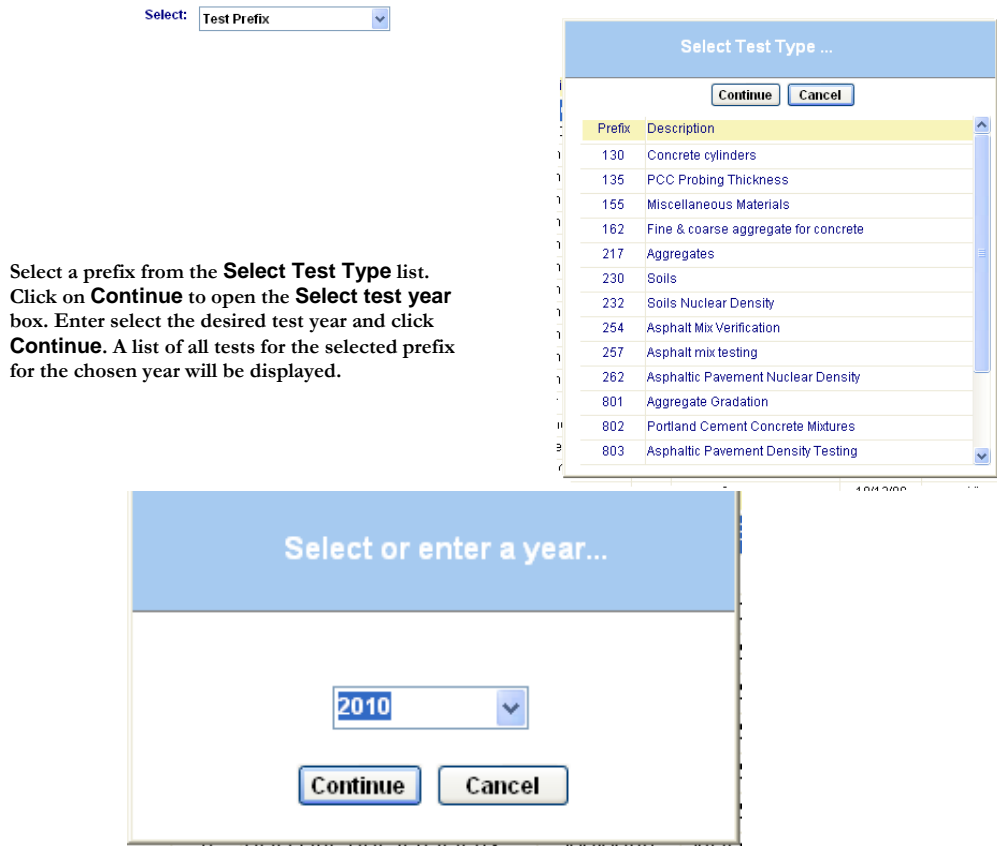 Select: Test Prefix
Select Test Type ...
Continue Cancel
Prefix Description
130 Concrete cylinders
135 PCC Probing Thickness
155 Miscellaneous Materials
162 Fine & coarse aggregate for concrete
217 Aggregates
230 Soils
232 Soils Nuclear Density
254 Asphalt Mix Verification
257 Asphalt mix testing
262 Asphaltic Pavement Nuclear Density
801 Aggregate Gradation
802 Portland Cement Concrete Mixtures
803 Asphaltic Pavement Density Testing
Select a prefix from the Select Test Type list.
Click on Continue to open the Select test year
box. Enter select the desired test year and click
Continue. A list of all tests for the selected prefix
for the chosen year will be displayed.
Select or enter a year...
2010
Continue Cancel